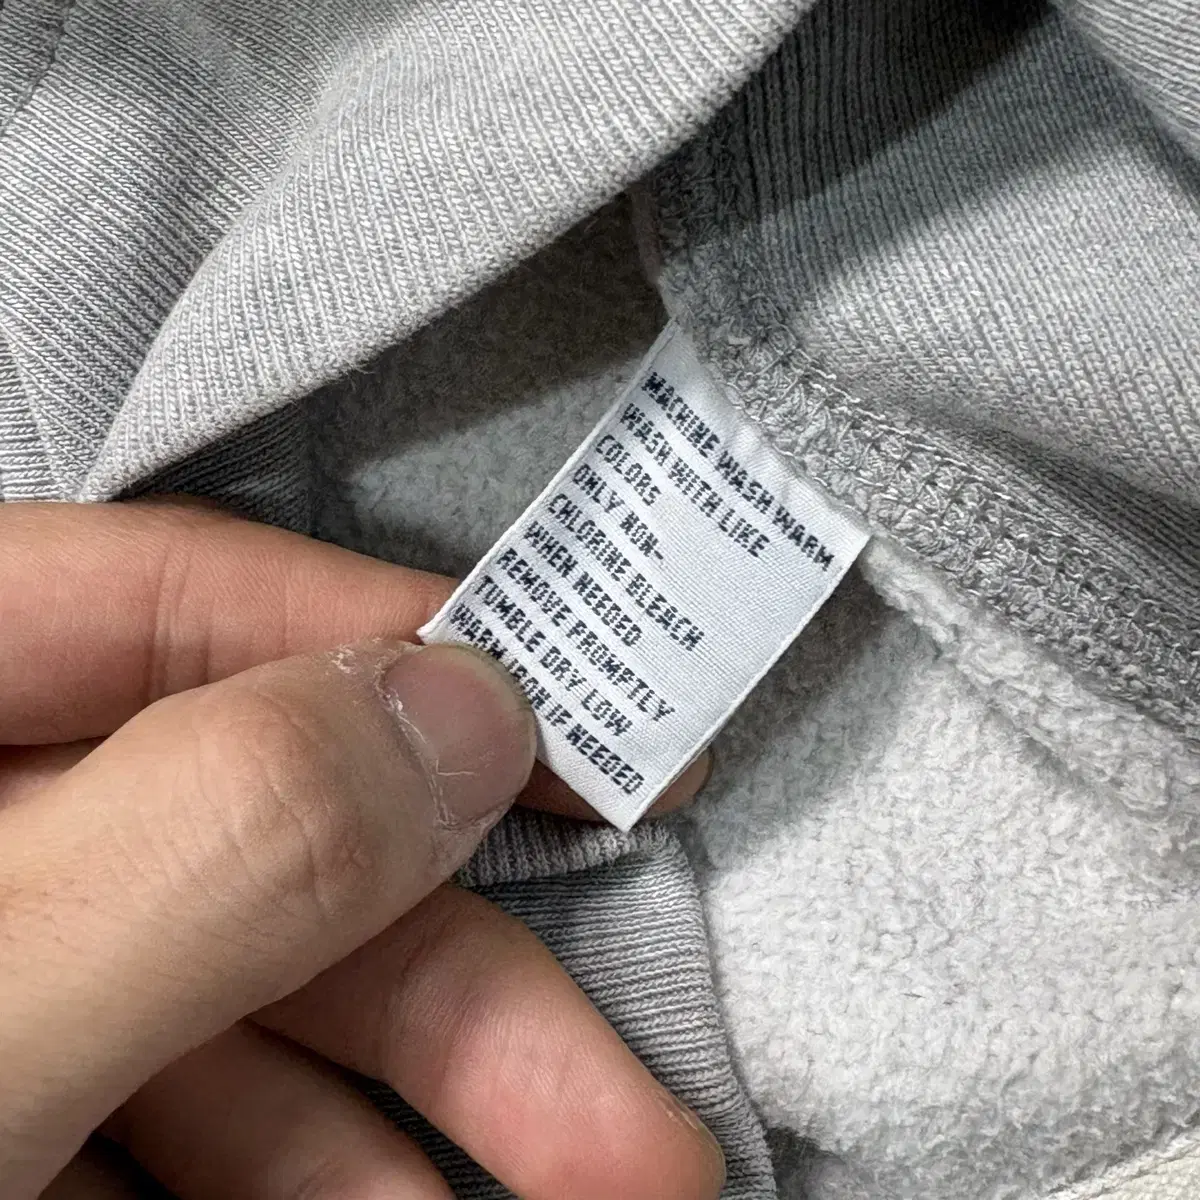 MACHINE WASH WARM
WASH WITH LIKE
COLORS
ONLY NON-
CHLORINE BLEACH
WHEN NEEDED
REMOVE PROMPTLY
TUMBLE DRY LOW
WARM IRON IF NEEDED